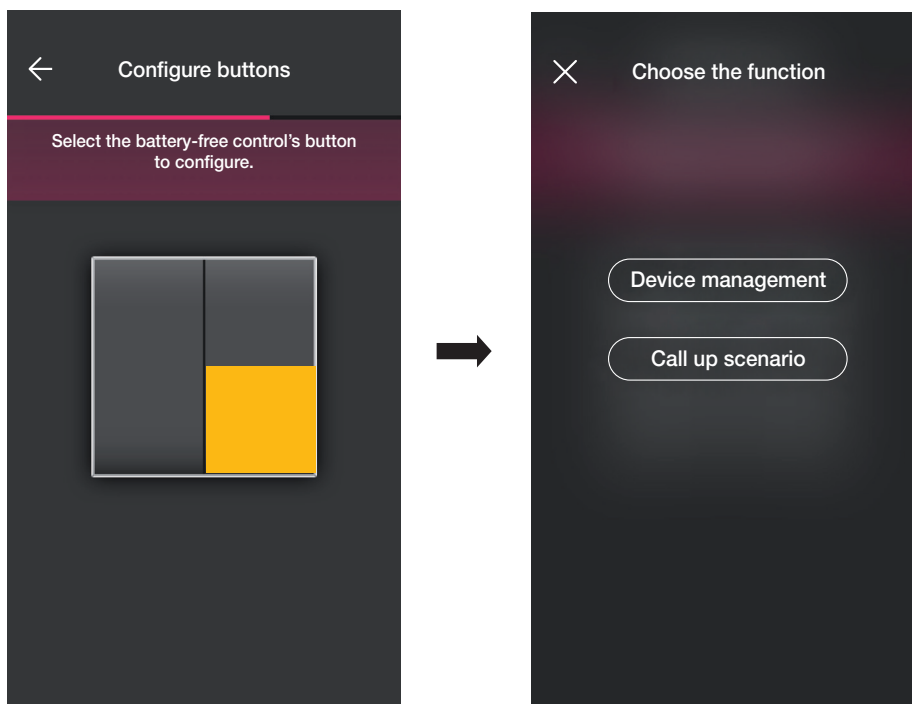 Configure buttons
Select the battery-free control’s button
to configure.
Choose the function
Device management
Call up scenario